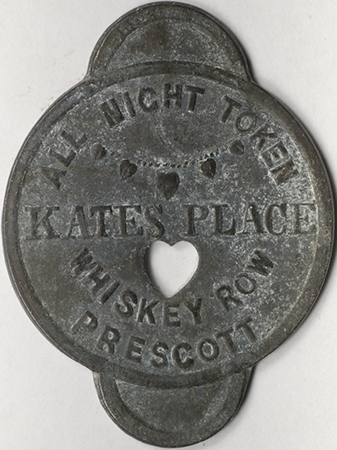 ALL NIGHT TOKEN
KATES PLACE
WHISKEY ROW
PRESCOTT